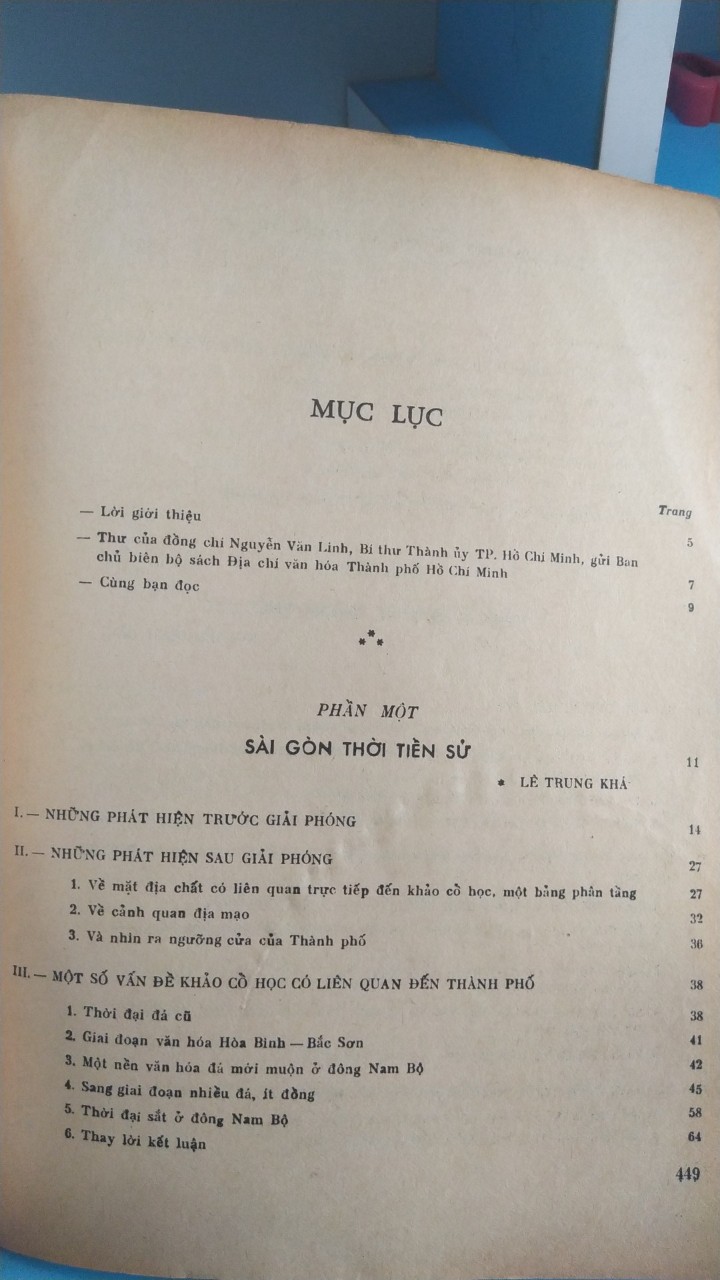 MỤC LỤC
Trang
— Lời giới thiệu 5
— Thư của đồng chí Nguyễn Văn Linh, Bí thư Thành ủy TP. Hồ Chí Minh, gửi Ban
chủ biên bộ sách Địa chí văn hóa Thành phố Hồ Chí Minh 7
— Cùng bạn đọc 9
***
PHẦN MỘT
SÀI GÒN THỜI TIỀN SỬ 11
* LÊ TRUNG KHÁ
I. — NHỮNG PHÁT HIỆN TRƯỚC GIẢI PHÓNG 14
II. — NHỮNG PHÁT HIỆN SAU GIẢI PHÓNG 27
1. Về mặt địa chất có liên quan trực tiếp đến khảo cổ học, một bảng phân tầng 27
2. Về cảnh quan địa mạo 32
3. Và nhìn ra ngưỡng cửa của Thành phố 36
III. — MỘT SỐ VẤN ĐỀ KHẢO CỔ HỌC CÓ LIÊN QUAN ĐẾN THÀNH PHỐ 38
1. Thời đại đá cũ 38
2. Giai đoạn văn hóa Hòa Bình — Bắc Sơn 41
3. Một nền văn hóa đá mới muộn ở đông Nam Bộ 42
4. Sang giai đoạn nhiều đá, ít đồng 45
5. Thời đại sắt ở đông Nam Bộ 58
6. Thay lời kết luận 64
449